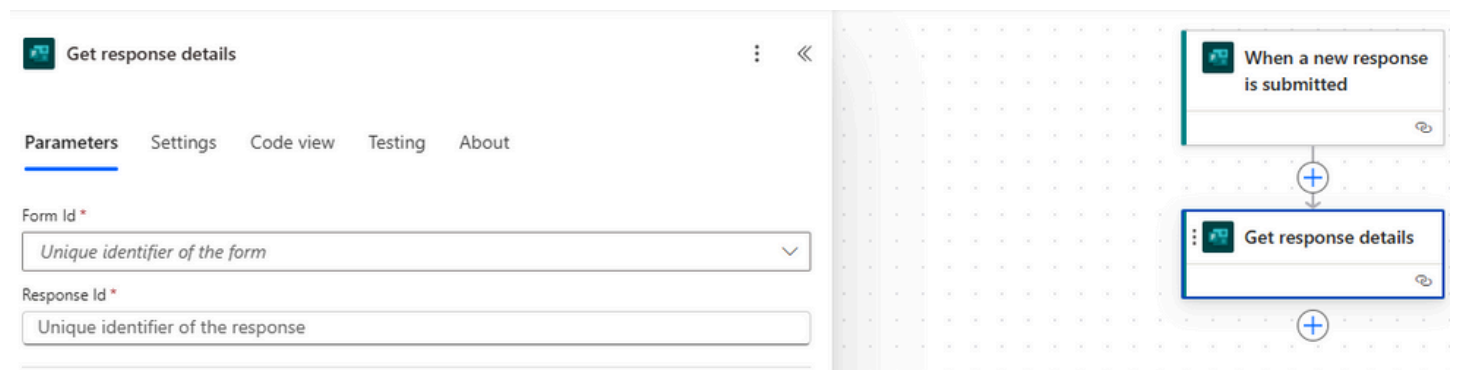 Get response details
Parameters Settings Code view Testing About
Form Id *
Unique identifier of the form
Response Id *
Unique identifier of the response
When a new response
is submitted
Get response details